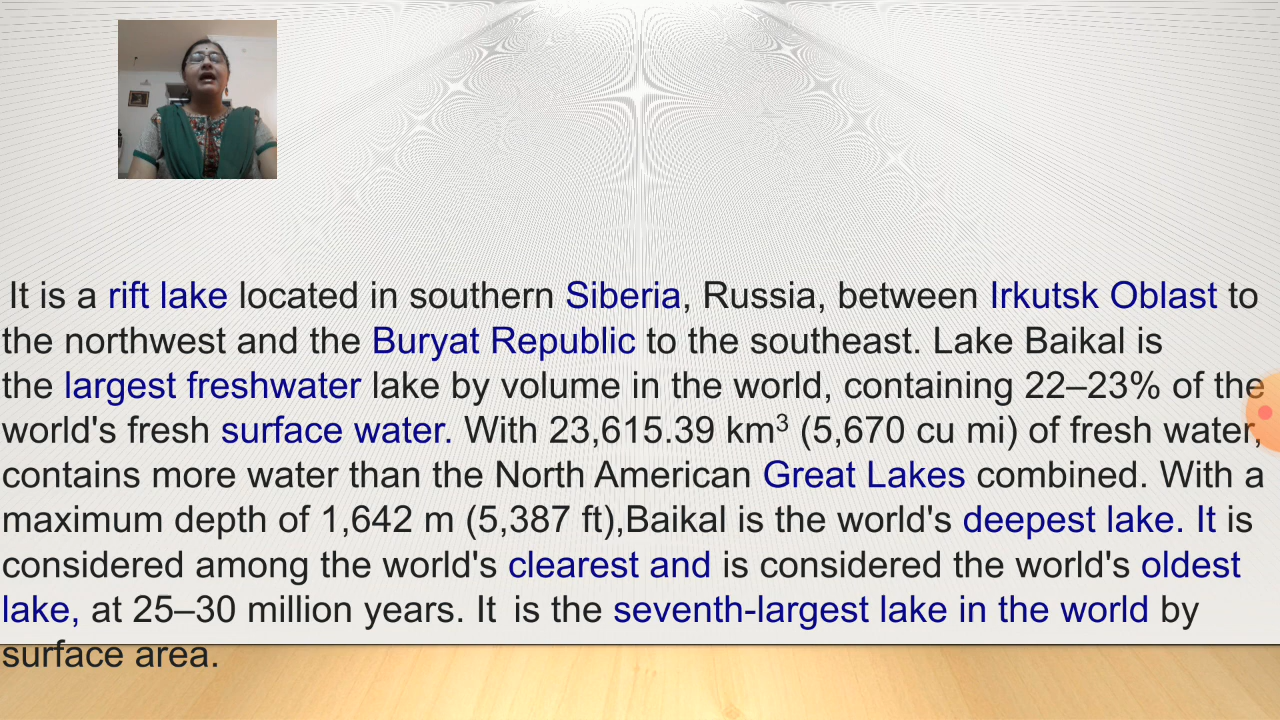 It is a rift lake located in southern Siberia, Russia, between Irkutsk Oblast to
the northwest and the Buryat Republic to the southeast. Lake Baikal is
the largest freshwater lake by volume in the world, containing 22–23% of the
world's fresh surface water. With 23,615.39 km³ (5,670 cu mi) of fresh water,
contains more water than the North American Great Lakes combined. With a
maximum depth of 1,642 m (5,387 ft),Baikal is the world's deepest lake. It is
considered among the world's clearest and is considered the world's oldest
lake, at 25–30 million years. It is the seventh-largest lake in the world by
surface area.